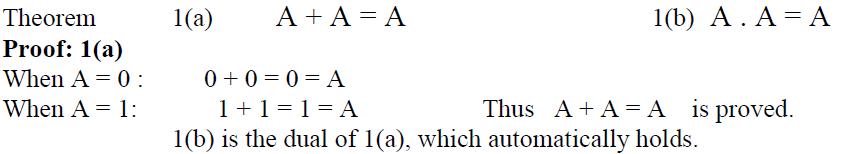 Theorem 1(a) A + A = A 1(b) A . A = A
Proof: 1(a)
When A = 0 : 0 + 0 = 0 = A
When A = 1: 1 + 1 = 1 = A Thus A + A = A is proved.
1(b) is the dual of 1(a), which automatically holds.